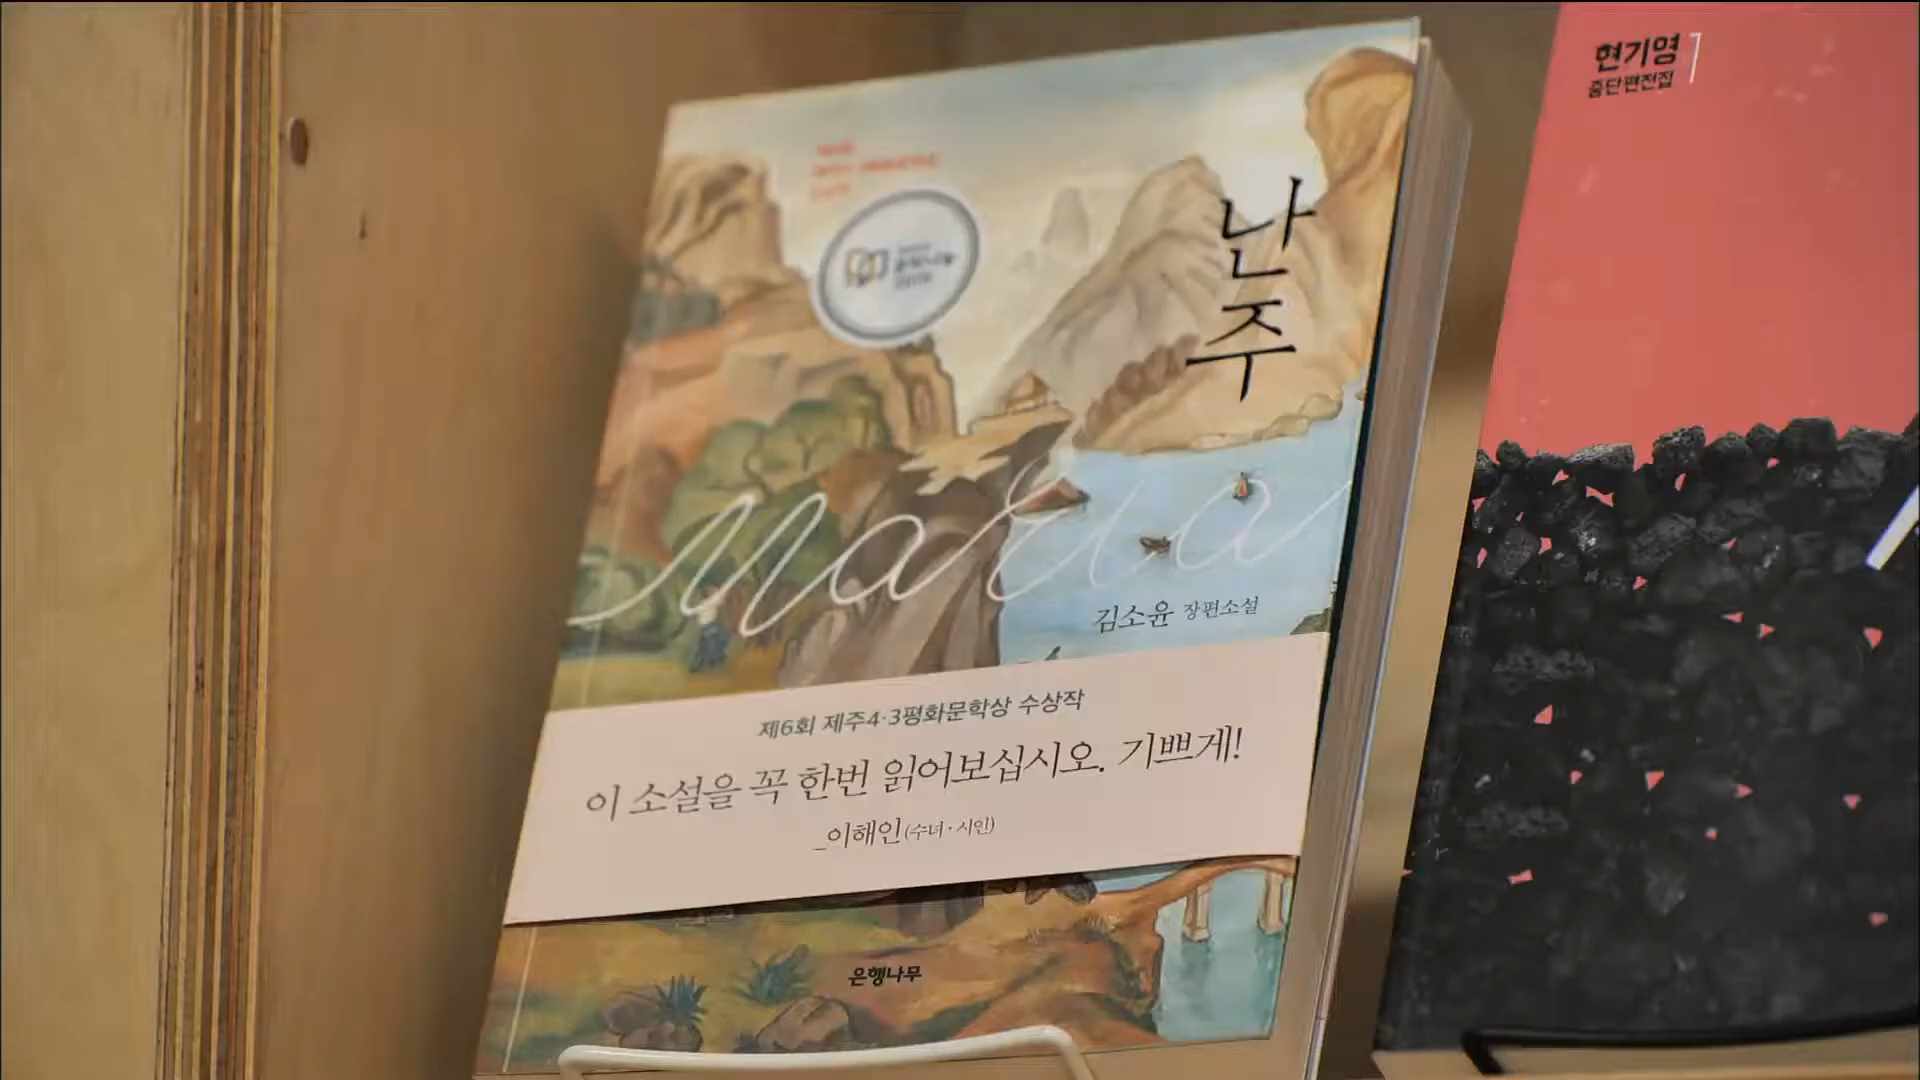 난주
maria
김소윤 장편소설
제6회 제주4·3평화문학상 수상작
이 소설을 꼭 한번 읽어보십시오. 기쁘게!
_이해인(수녀·시인)
은행나무
현기영
중단편전집
1